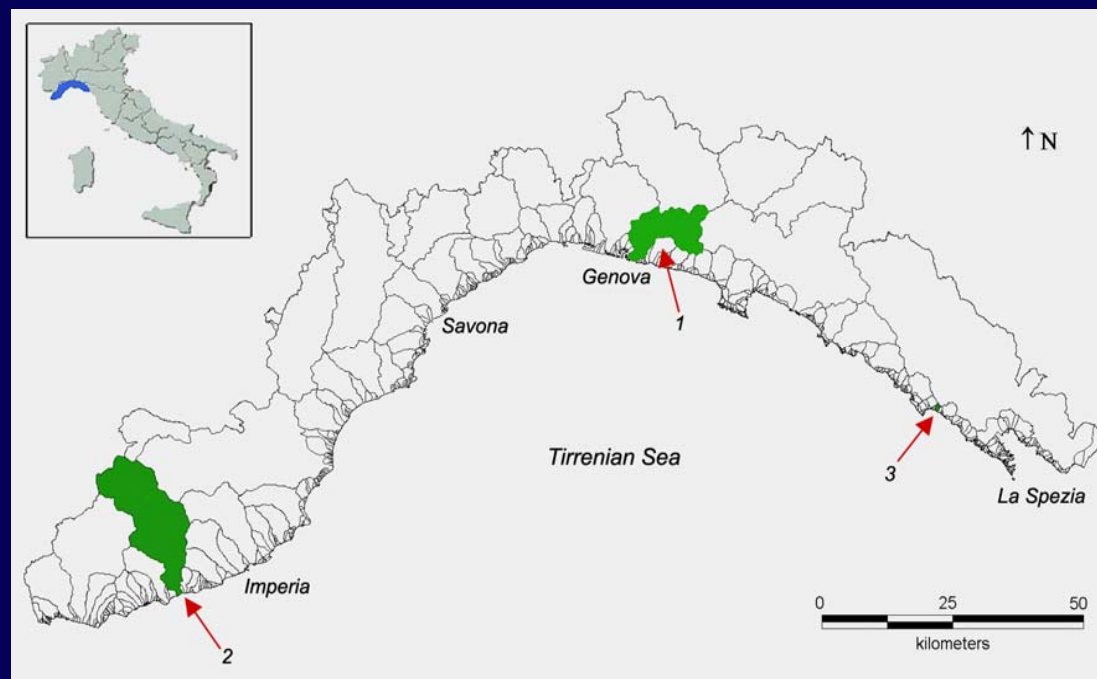 ↑ N
Genova
1
Savona
Tirrenian Sea
3
La Spezia
Imperia
2
0 25 50
kilometers